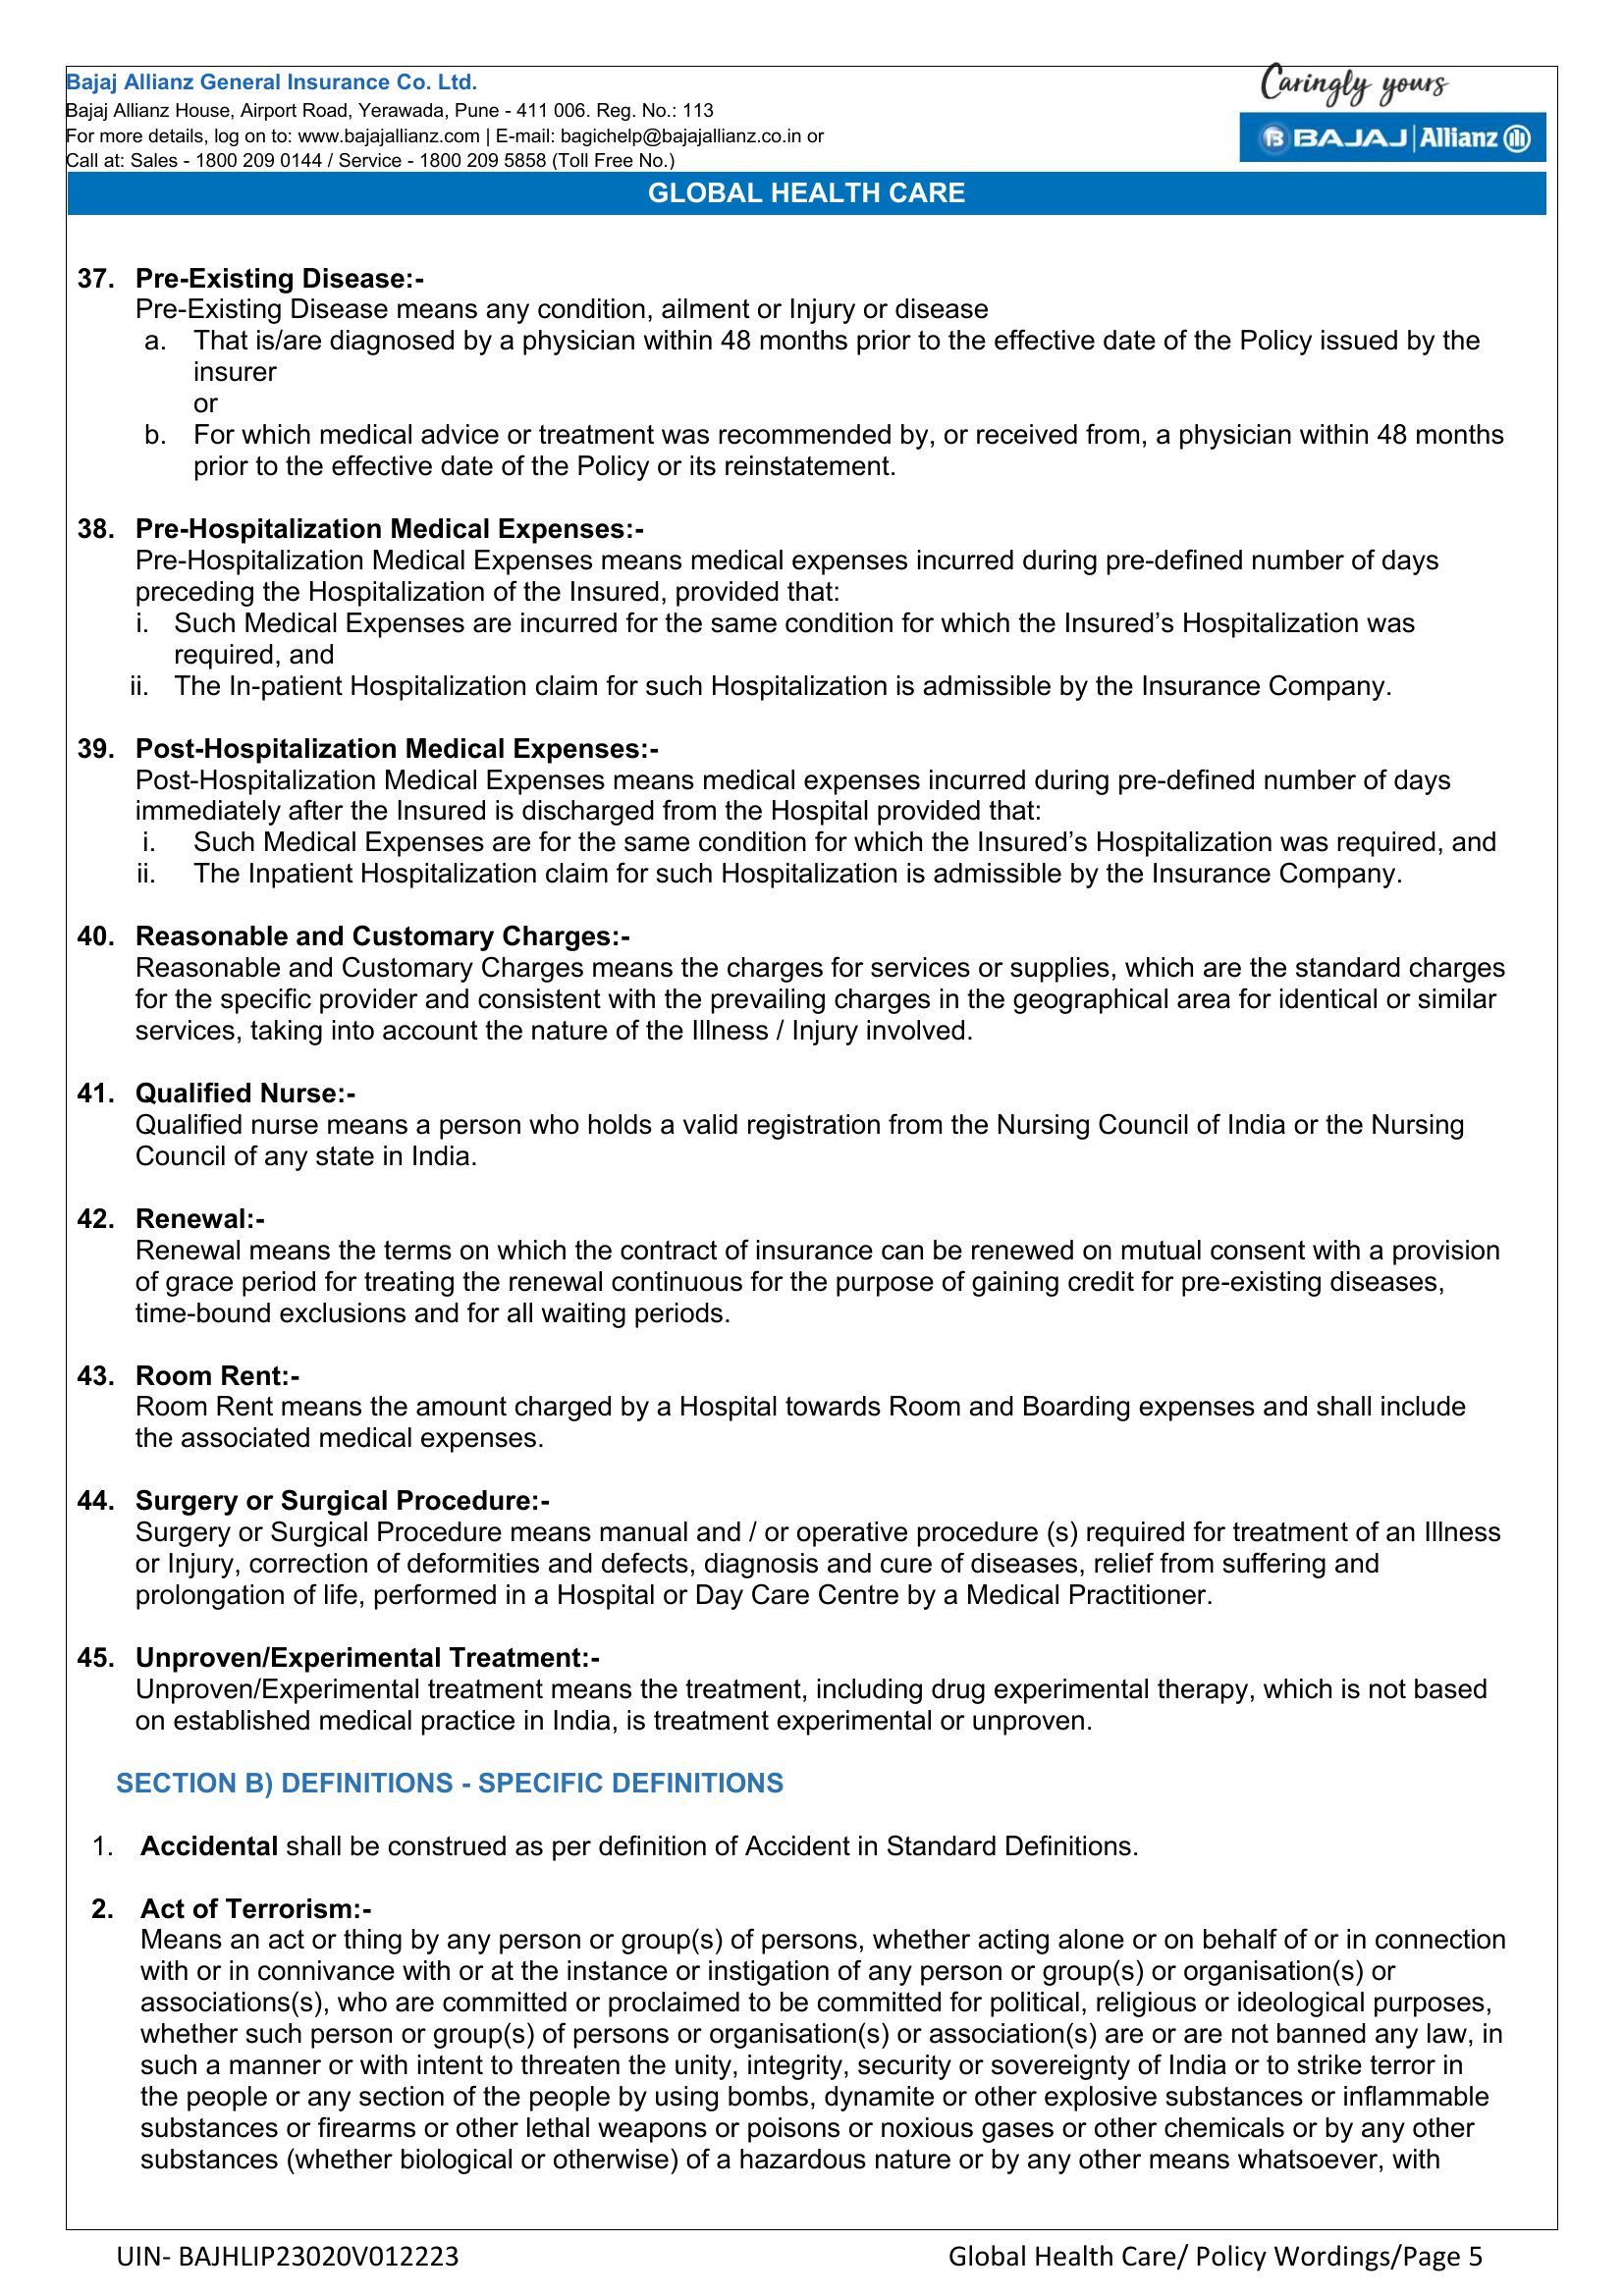 Bajaj Allianz General Insurance Co. Ltd.
Bajaj Allianz House, Airport Road, Yerawada, Pune - 411 006. Reg. No.: 113
For more details, log on to: www.bajajallianz.com | E-mail: bagichelp@bajajallianz.co.in or
Call at: Sales - 1800 209 0144 / Service - 1800 209 5858 (Toll Free No.)
Caringly yours
B BAJAJ | Allianz
GLOBAL HEALTH CARE
37. Pre-Existing Disease:-
Pre-Existing Disease means any condition, ailment or Injury or disease
a. That is/are diagnosed by a physician within 48 months prior to the effective date of the Policy issued by the
insurer
or
b. For which medical advice or treatment was recommended by, or received from, a physician within 48 months
prior to the effective date of the Policy or its reinstatement.
38. Pre-Hospitalization Medical Expenses:-
Pre-Hospitalization Medical Expenses means medical expenses incurred during pre-defined number of days
preceding the Hospitalization of the Insured, provided that:
i. Such Medical Expenses are incurred for the same condition for which the Insured’s Hospitalization was
required, and
ii. The In-patient Hospitalization claim for such Hospitalization is admissible by the Insurance Company.
39. Post-Hospitalization Medical Expenses:-
Post-Hospitalization Medical Expenses means medical expenses incurred during pre-defined number of days
immediately after the Insured is discharged from the Hospital provided that:
i. Such Medical Expenses are for the same condition for which the Insured’s Hospitalization was required, and
ii. The Inpatient Hospitalization claim for such Hospitalization is admissible by the Insurance Company.
40. Reasonable and Customary Charges:-
Reasonable and Customary Charges means the charges for services or supplies, which are the standard charges
for the specific provider and consistent with the prevailing charges in the geographical area for identical or similar
services, taking into account the nature of the Illness / Injury involved.
41. Qualified Nurse:-
Qualified nurse means a person who holds a valid registration from the Nursing Council of India or the Nursing
Council of any state in India.
42. Renewal:-
Renewal means the terms on which the contract of insurance can be renewed on mutual consent with a provision
of grace period for treating the renewal continuous for the purpose of gaining credit for pre-existing diseases,
time-bound exclusions and for all waiting periods.
43. Room Rent:-
Room Rent means the amount charged by a Hospital towards Room and Boarding expenses and shall include
the associated medical expenses.
44. Surgery or Surgical Procedure:-
Surgery or Surgical Procedure means manual and / or operative procedure (s) required for treatment of an Illness
or Injury, correction of deformities and defects, diagnosis and cure of diseases, relief from suffering and
prolongation of life, performed in a Hospital or Day Care Centre by a Medical Practitioner.
45. Unproven/Experimental Treatment:-
Unproven/Experimental treatment means the treatment, including drug experimental therapy, which is not based
on established medical practice in India, is treatment experimental or unproven.
SECTION B) DEFINITIONS - SPECIFIC DEFINITIONS
1. Accidental shall be construed as per definition of Accident in Standard Definitions.
2. Act of Terrorism:-
Means an act or thing by any person or group(s) of persons, whether acting alone or on behalf of or in connection
with or in connivance with or at the instance or instigation of any person or group(s) or organisation(s) or
associations(s), who are committed or proclaimed to be committed for political, religious or ideological purposes,
whether such person or group(s) of persons or organisation(s) or association(s) are or are not banned any law, in
such a manner or with intent to threaten the unity, integrity, security or sovereignty of India or to strike terror in
the people or any section of the people by using bombs, dynamite or other explosive substances or inflammable
substances or firearms or other lethal weapons or poisons or noxious gases or other chemicals or by any other
substances (whether biological or otherwise) of a hazardous nature or by any other means whatsoever, with
UIN- BAJHLIP23020V012223
Global Health Care/ Policy Wordings/Page 5